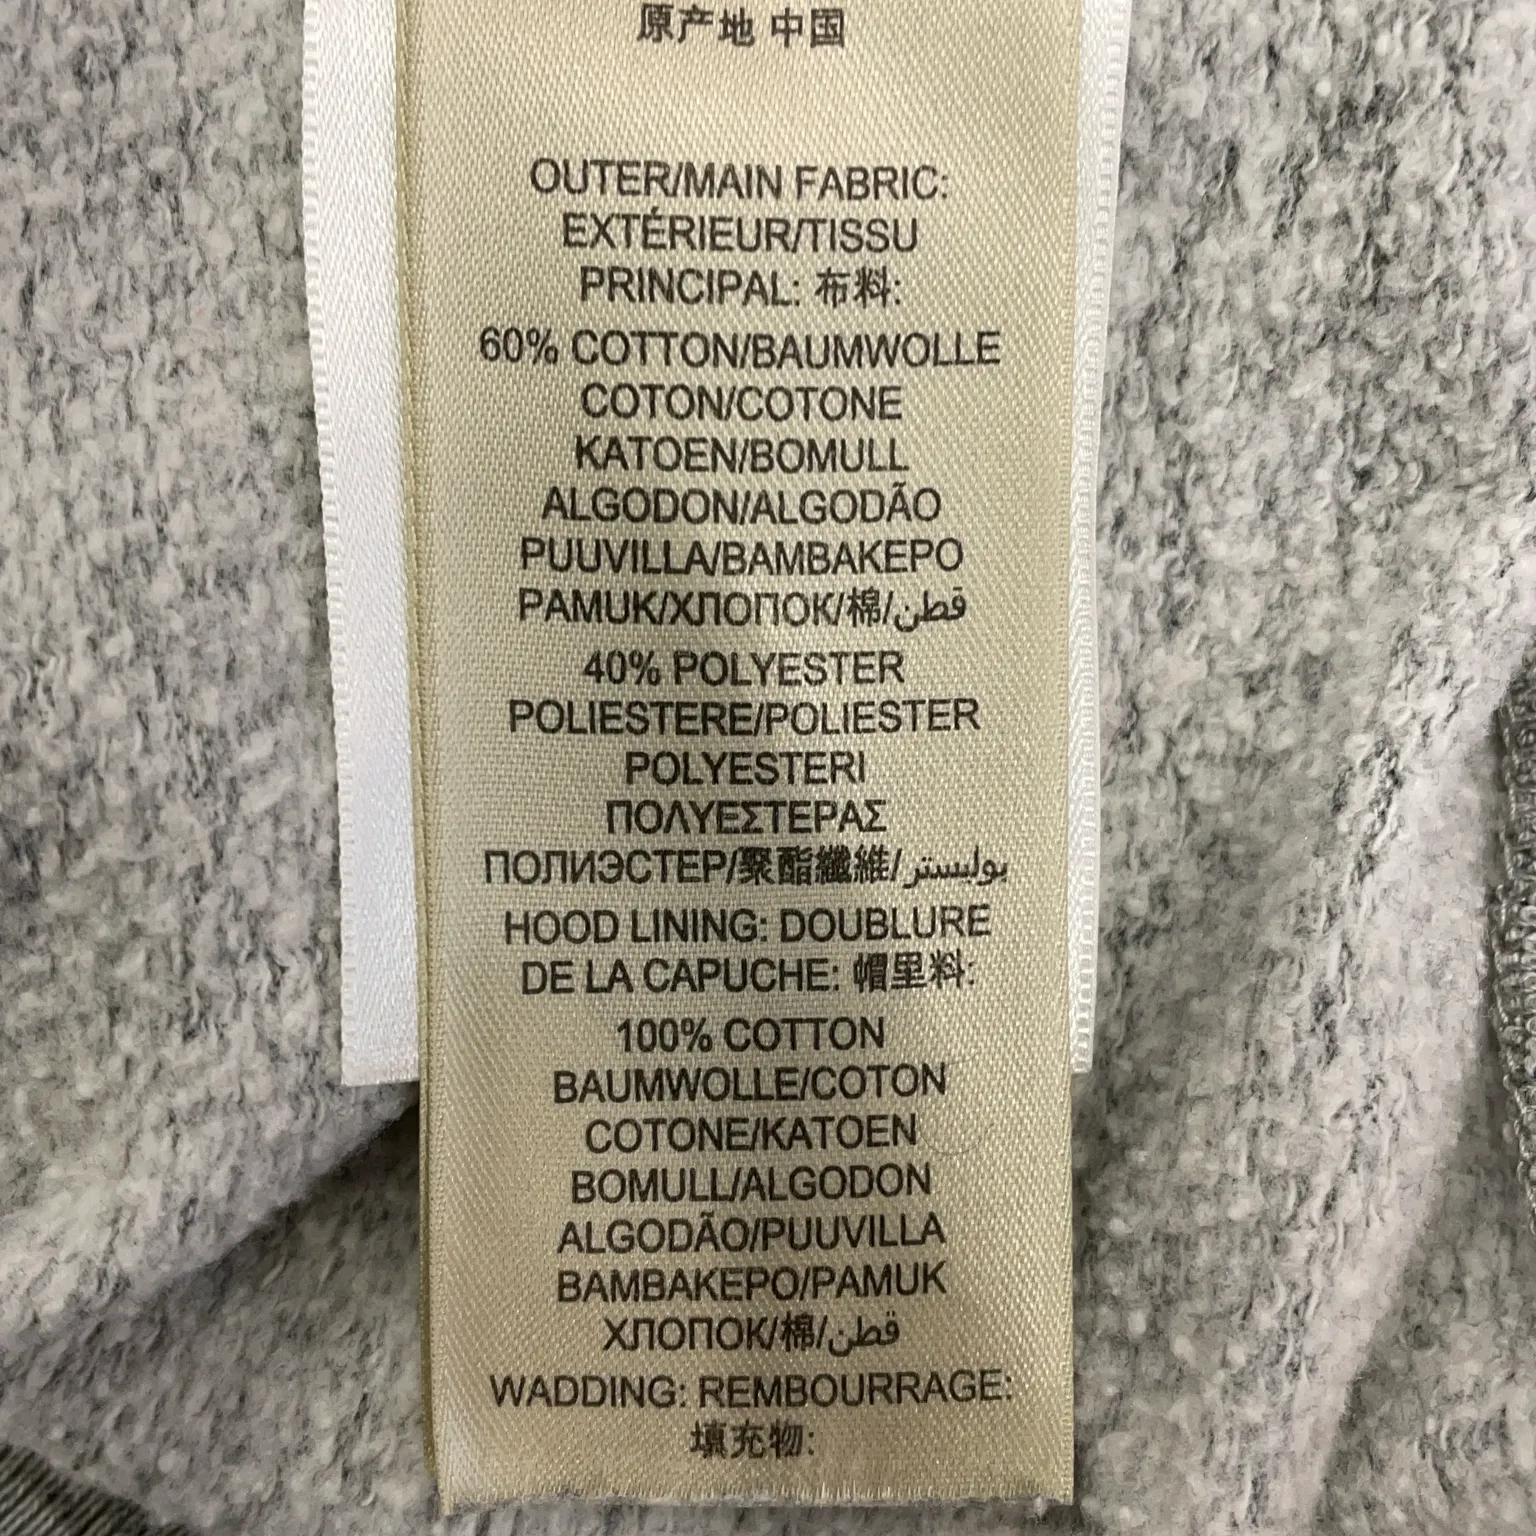 原产地 中国
OUTER/MAIN FABRIC:
EXTÉRIEUR/TISSU
PRINCIPAL: 布料:
60% COTTON/BAUMWOLLE
COTON/COTONE
KATOEN/BOMULL
ALGODON/ALGODÃO
PUUVILLA/BAMBAKEPO
PAMUK/ХЛОПОК/棉/قطن
40% POLYESTER
POLIESTERE/POLIESTER
POLYESTERI
ΠΟΛΥΕΣΤΕΡΑΣ
ПОЛИЭСТЕР/聚酯纖維/بوليستر
HOOD LINING: DOUBLURE
DE LA CAPUCHE: 帽里料:
100% COTTON
BAUMWOLLE/COTON
COTONE/KATOEN
BOMULL/ALGODON
ALGODÃO/PUUVILLA
BAMBAKEPO/PAMUK
ХЛОПОК/棉/قطن
WADDING: REMBOURRAGE:
填充物: